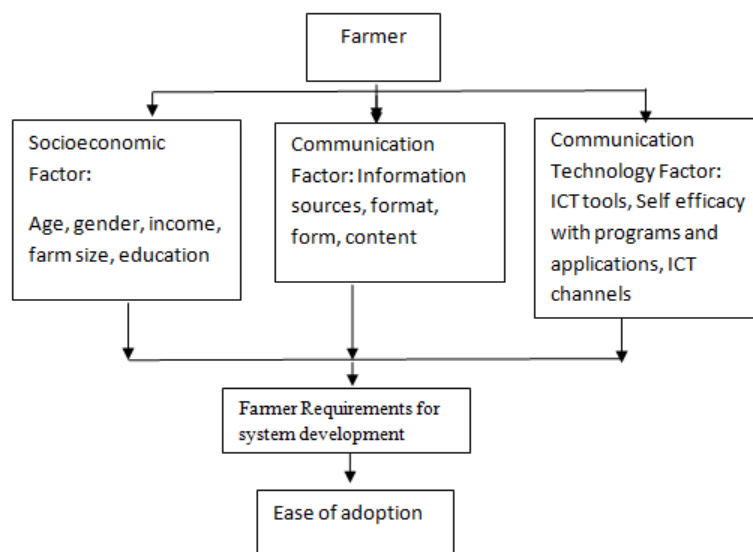 Farmer
Socioeconomic
Factor:
Age, gender, income,
farm size, education
Communication
Factor: Information
sources, format,
form, content
Communication
Technology Factor:
ICT tools, Self efficacy
with programs and
applications, ICT
channels
Farmer Requirements for
system development
Ease of adoption